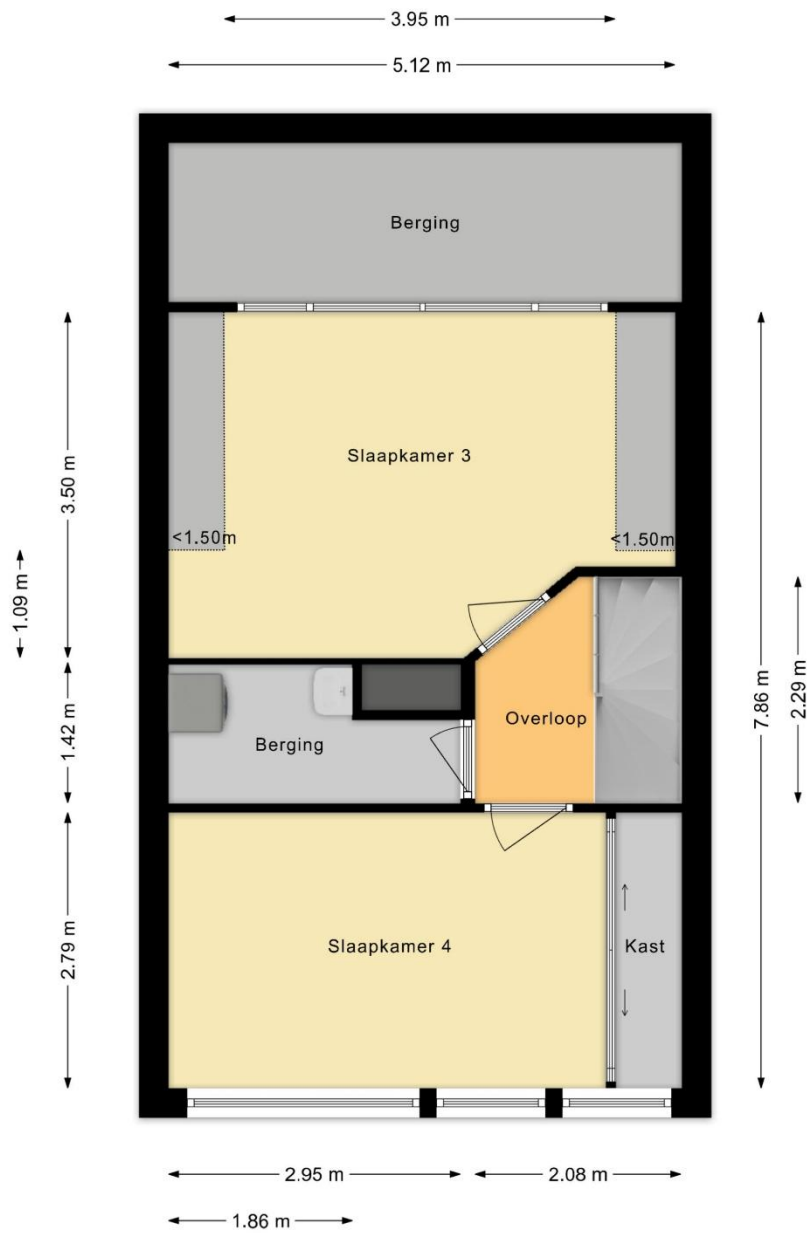 3.95 m
5.12 m
Berging
3.50 m
Slaapkamer 3
<1.50m
<1.50m
1.09 m
7.86 m
2.29 m
1.42 m
Overloop
Berging
2.79 m
Slaapkamer 4
Kast
2.95 m
2.08 m
1.86 m